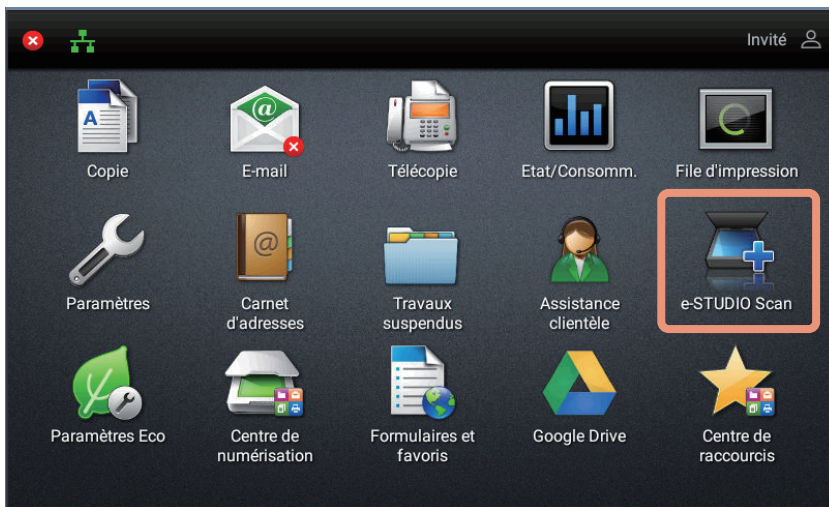 Invité
Copie
E-mail
Télécopie
Etat/Consomm.
File d'impression
Paramètres
Carnet
d'adresses
Travaux
suspendus
Assistance
clientèle
e-STUDIO Scan
Paramètres Eco
Centre de
numérisation
Formulaires et
favoris
Google Drive
Centre de
raccourcis